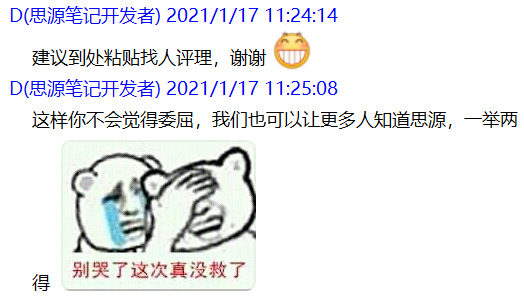 D(思源笔记开发者) 2021/1/17 11:24:14
建议到处粘贴找人评理，谢谢
D(思源笔记开发者) 2021/1/17 11:25:08
这样你不会觉得委屈，我们也可以让更多人知道思源，一举两
得
别哭了这次真没救了